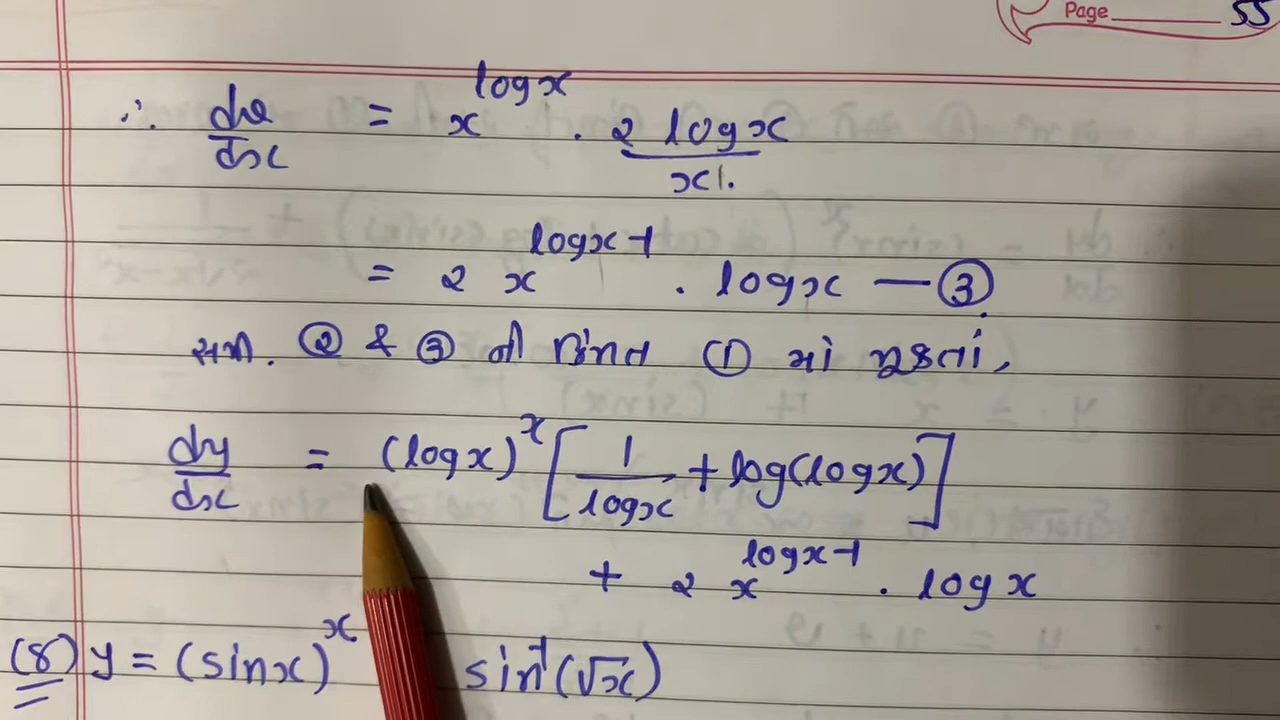 Page 55
∴ dv/dx = x^(log x) · 2 log x / x
= 2 x^(log x - 1) · log x — ③
સમી. ② & ③ ની કિંમત ① માં મૂકતાં,
dy/dx = (log x)^x [1/log x + log(log x)]
+ 2 x^(log x - 1) · log x
(8) y = (sin x)^x sin⁻¹(√x)